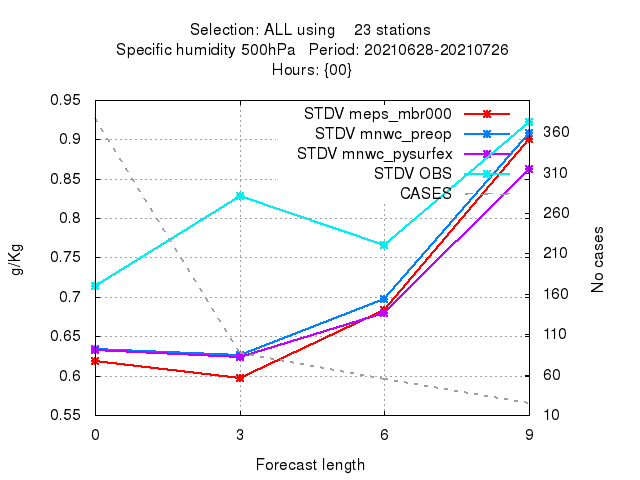 Selection: ALL using    23 stations
Specific humidity 500hPa   Period: 20210628-20210726
Hours: {00}
STDV meps_mbr000
STDV mnwc_preop
STDV mnwc_pysurfex
STDV OBS
CASES
0.95
0.9
0.85
0.8
0.75
0.7
0.65
0.6
0.55
g/Kg
360
310
260
210
160
110
60
10
No cases
0 3 6 9
Forecast length